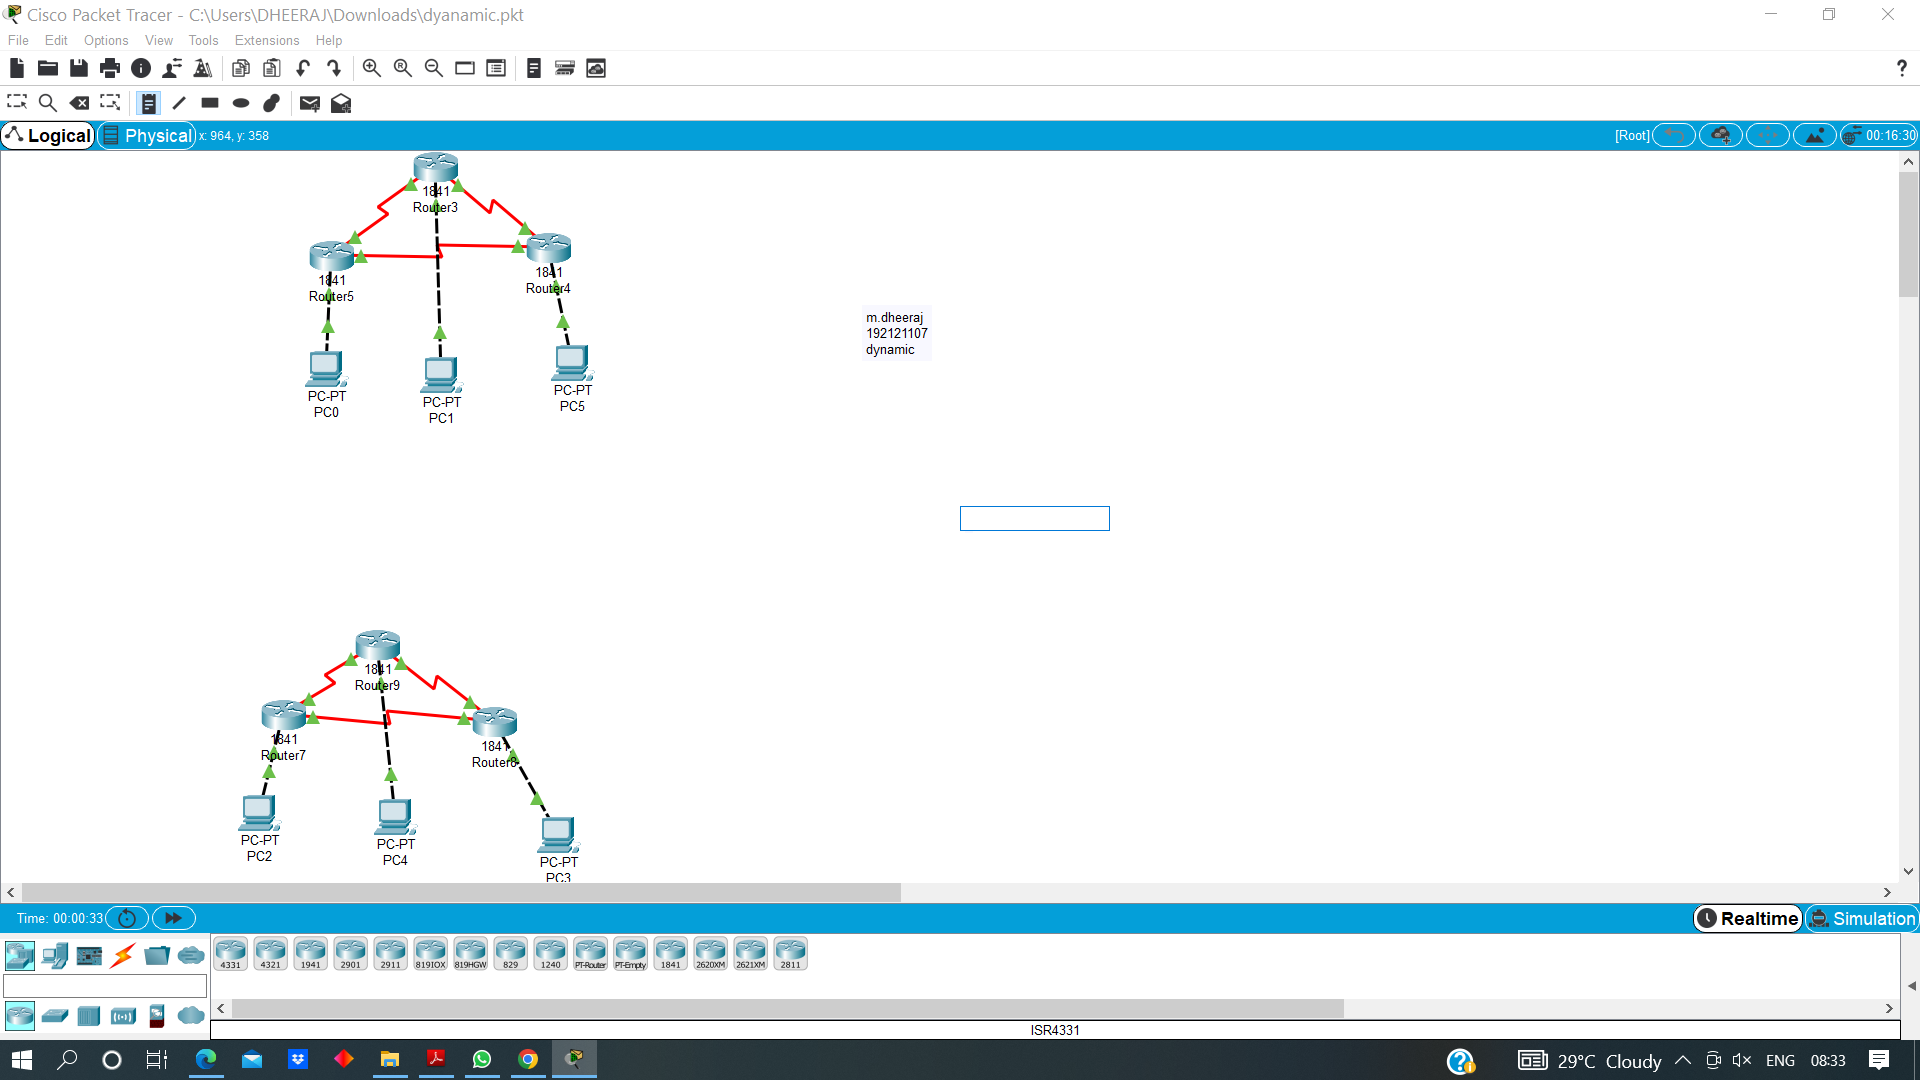 Cisco Packet Tracer - C:\Users\DHEERAJ\Downloads\dyanamic.pkt
File Edit Options View Tools Extensions Help
Logical Physical x: 964, y: 358 [Root] 00:16:30
1841
Router3
1841
Router5
1841
Router4
PC-PT
PC0
PC-PT
PC1
PC-PT
PC5
m.dheeraj
192121107
dynamic
1841
Router9
1841
Router7
1841
Router8
PC-PT
PC2
PC-PT
PC4
PC-PT
PC3
Time: 00:00:33 Realtime Simulation
4331 4321 1941 2901 2911 819IOX 819HGW 829 1240 PT-Router PT-Empty 1841 2620XM 2621XM 2811
ISR4331
29°C Cloudy ENG 08:33